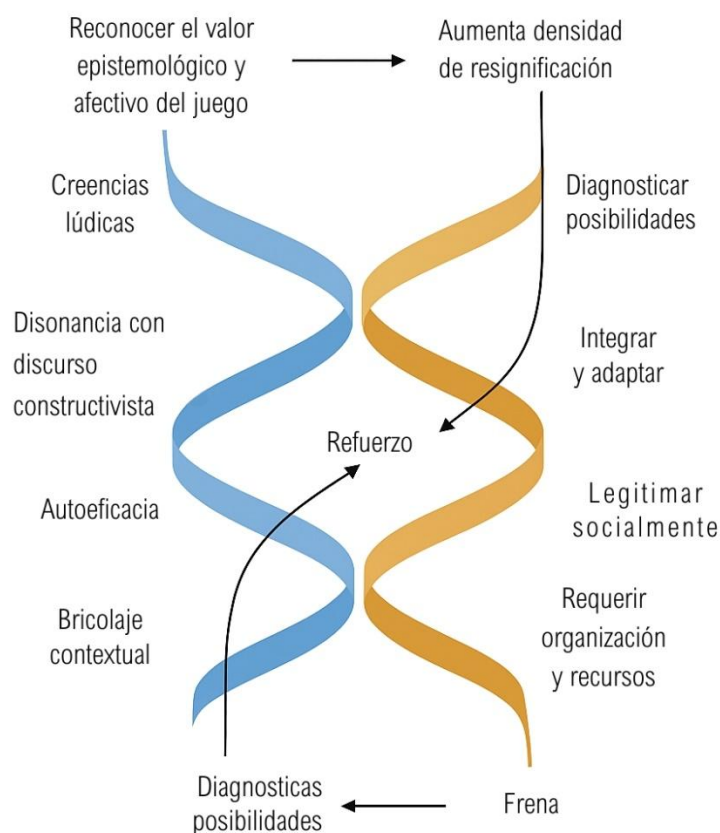 Reconocer el valor
epistemológico y
afectivo del juego
Aumenta densidad
de resignificación
Creencias
lúdicas
Diagnosticar
posibilidades
Disonancia con
discurso
constructivista
Integrar
y adaptar
Refuerzo
Autoeficacia
Legitimar
socialmente
Bricolaje
contextual
Requerir
organización
y recursos
Diagnosticas
posibilidades
Frena